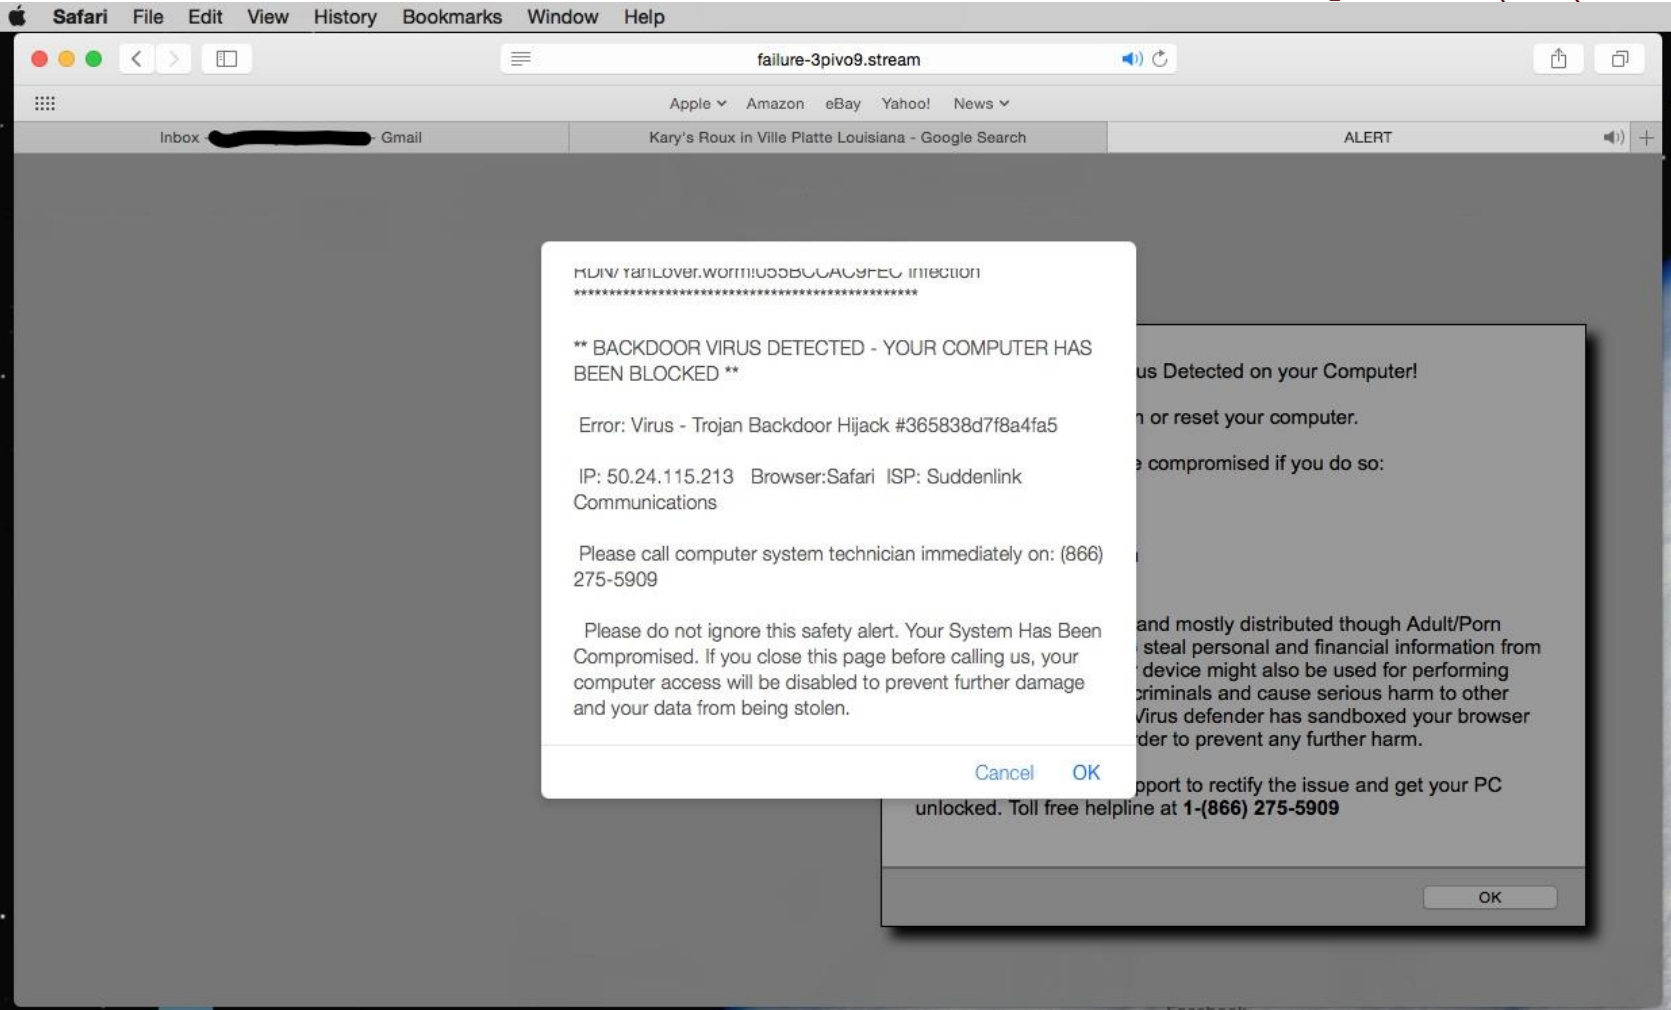 Safari File Edit View History Bookmarks Window Help
failure-3pivo9.stream
Apple Amazon eBay Yahoo! News
Inbox - - Gmail
Kary's Roux in Ville Platte Louisiana - Google Search
ALERT
RDN/YahLover.worm!055BCCAC9FEC Infection
*************************************************
** BACKDOOR VIRUS DETECTED - YOUR COMPUTER HAS
BEEN BLOCKED **
Error: Virus - Trojan Backdoor Hijack #365838d7f8a4fa5
IP: 50.24.115.213 Browser:Safari ISP: Suddenlink
Communications
Please call computer system technician immediately on: (866)
275-5909
Please do not ignore this safety alert. Your System Has Been
Compromised. If you close this page before calling us, your
computer access will be disabled to prevent further damage
and your data from being stolen.
Cancel OK
us Detected on your Computer!
or reset your computer.
compromised if you do so:
and mostly distributed though Adult/Porn
steal personal and financial information from
device might also be used for performing
criminals and cause serious harm to other
Virus defender has sandboxed your browser
der to prevent any further harm.
pport to rectify the issue and get your PC
unlocked. Toll free helpline at 1-(866) 275-5909
OK